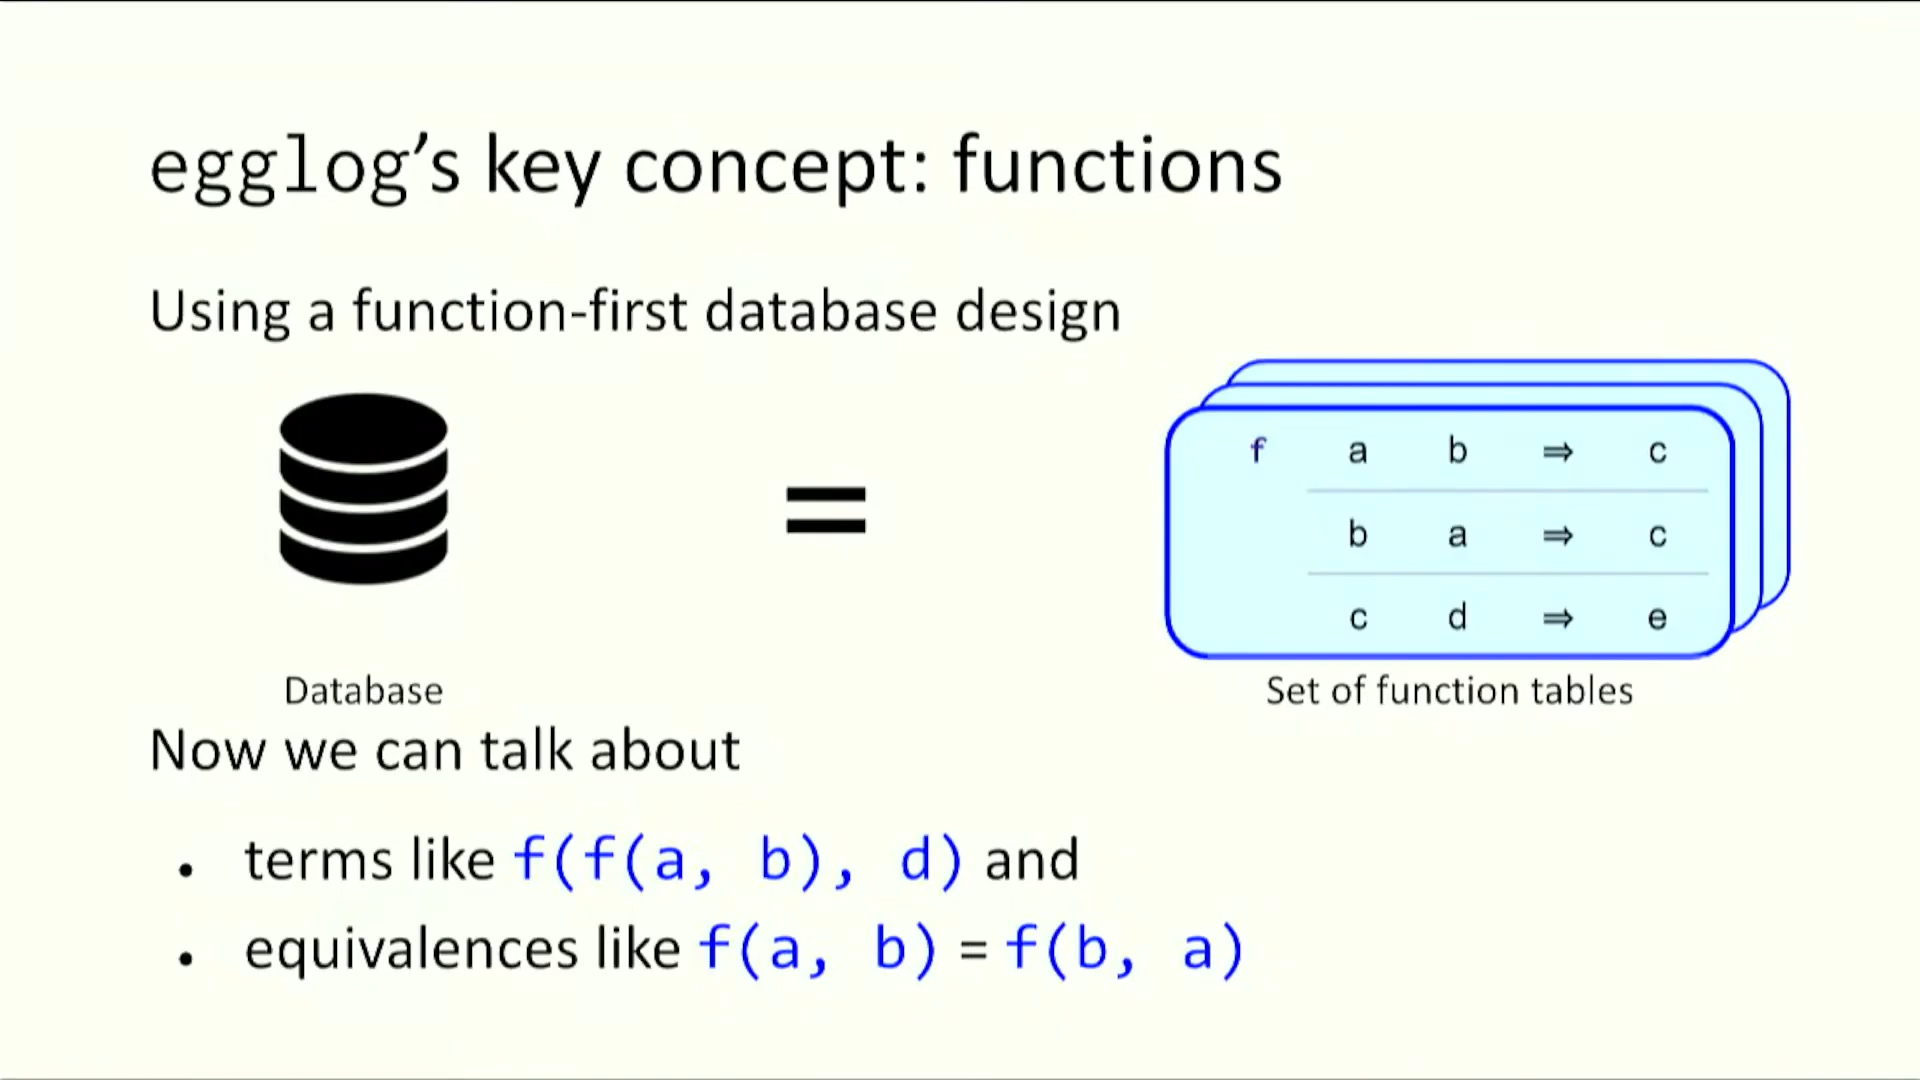 egglog’s key concept: functions
Using a function-first database design
f a b ⇒ c
b a ⇒ c
c d ⇒ e
=
Database
Set of function tables
Now we can talk about
• terms like f(f(a, b), d) and
• equivalences like f(a, b) = f(b, a)